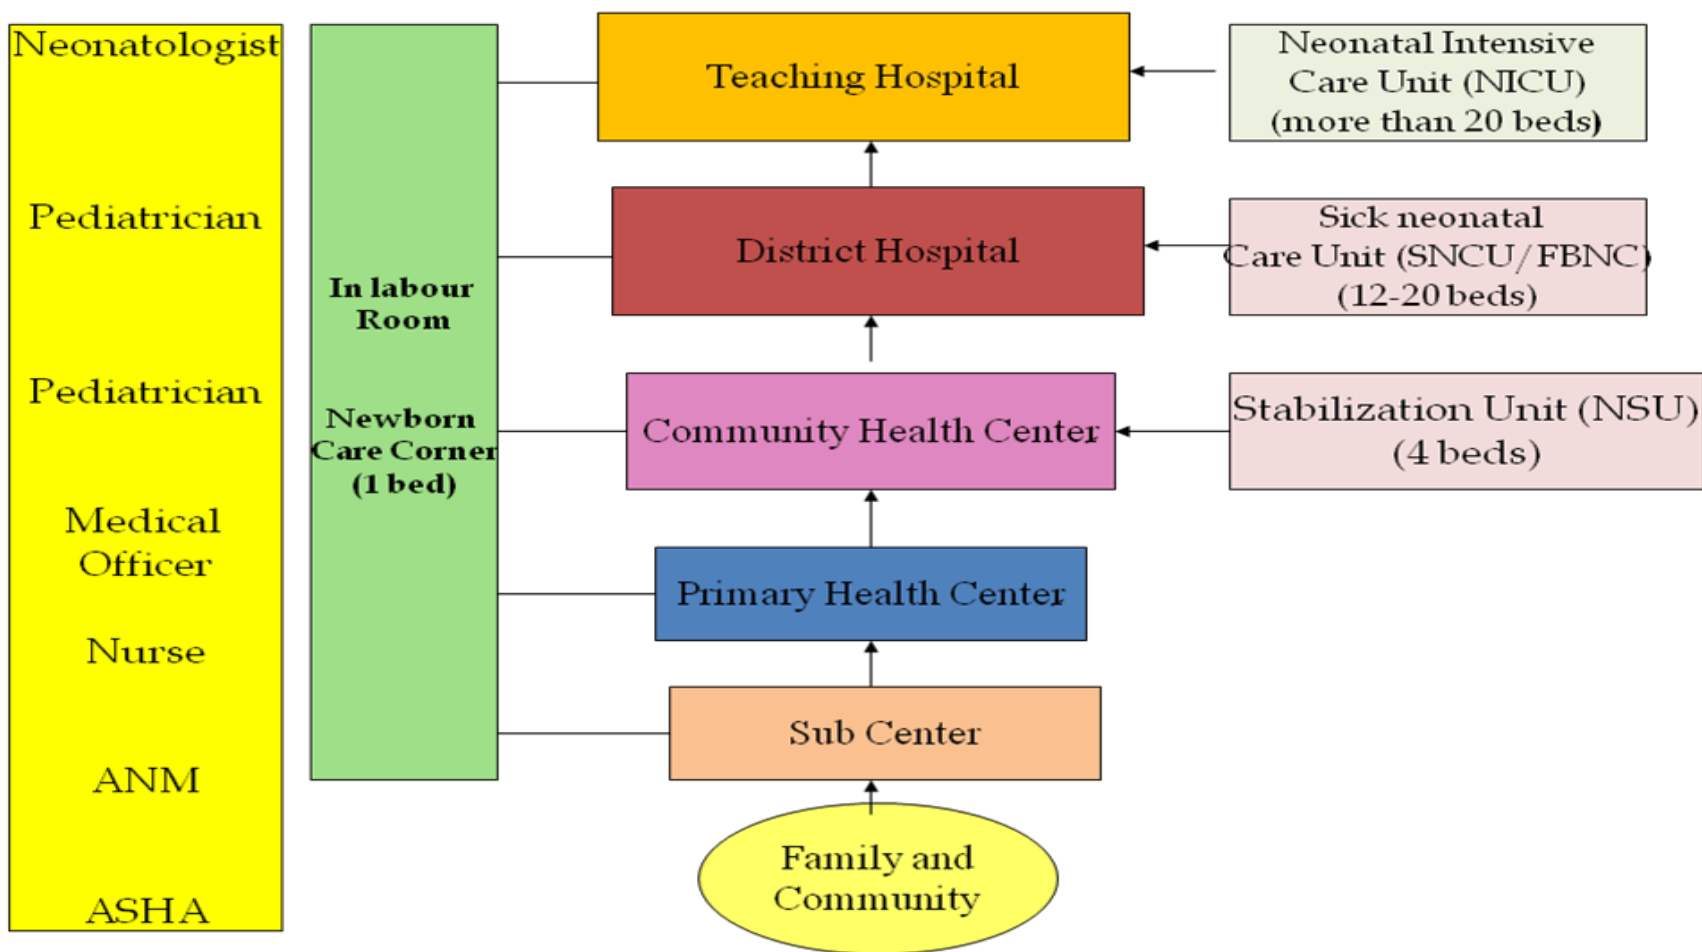 Neonatologist
Pediatrician
Pediatrician
Medical
Officer
Nurse
ANM
ASHA
In labour
Room
Newborn
Care Corner
(1 bed)
Teaching Hospital
District Hospital
Community Health Center
Primary Health Center
Sub Center
Family and
Community
Neonatal Intensive
Care Unit (NICU)
(more than 20 beds)
Sick neonatal
Care Unit (SNCU/FBNC)
(12-20 beds)
Stabilization Unit (NSU)
(4 beds)